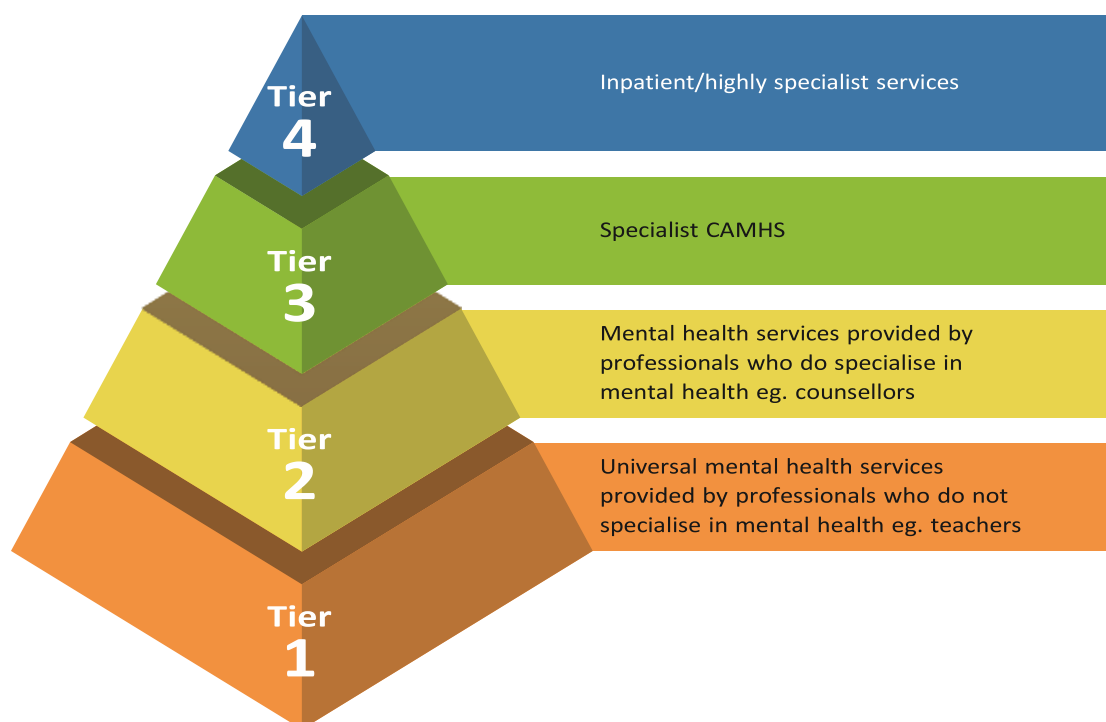 Tier
4
Inpatient/highly specialist services
Tier
3
Specialist CAMHS
Tier
2
Mental health services provided by
professionals who do specialise in
mental health eg. counsellors
Tier
1
Universal mental health services
provided by professionals who do not
specialise in mental health eg. teachers